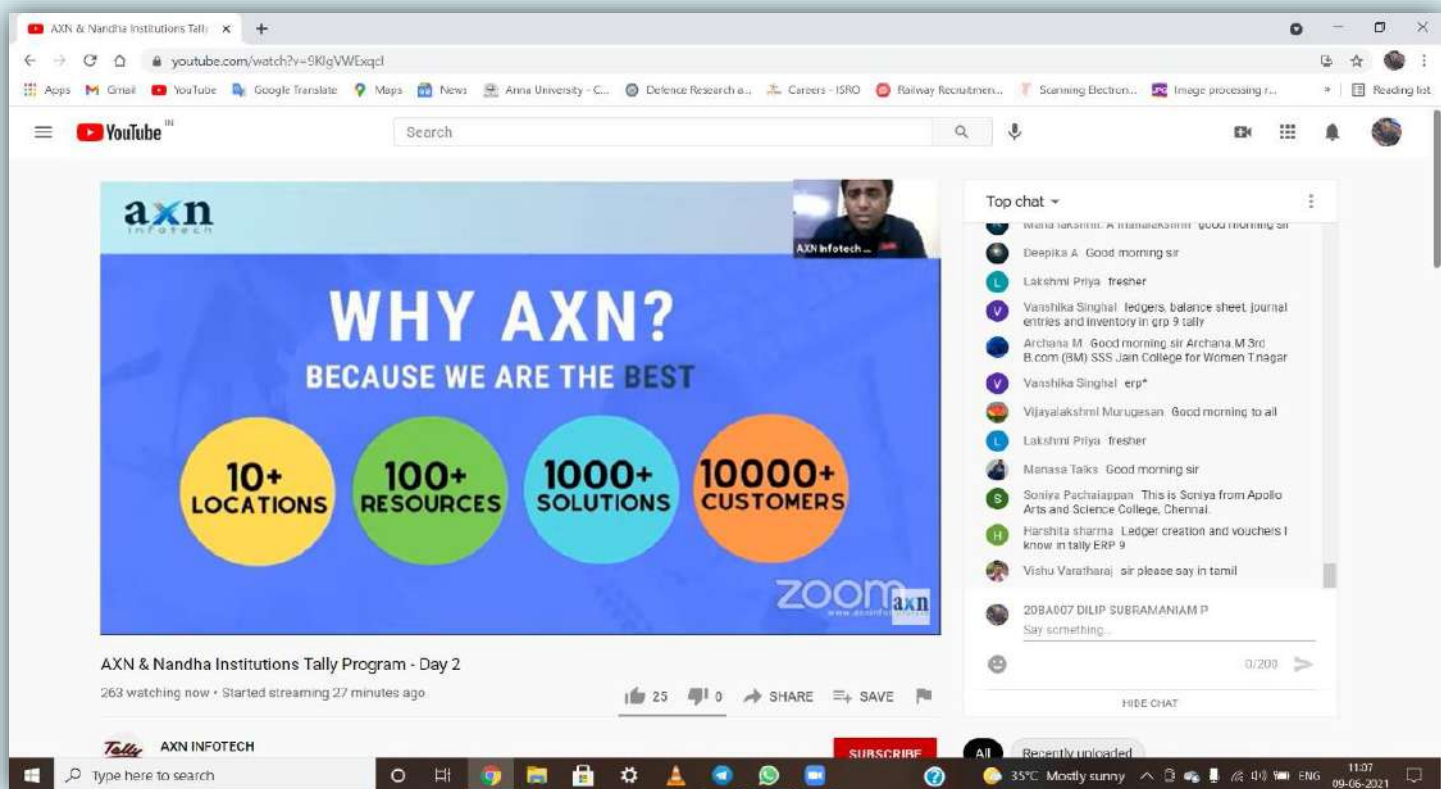 AXN & Nandha Institutions Tally
youtube.com/watch?v=9KlgVWExqcI
Apps
Gmail
YouTube
Google Translate
Maps
News
Anna University - C...
Defence Research a...
Careers - ISRO
Railway Recruitmen...
Scanning Electron...
Image processing r...
»
Reading list
YouTube IN
Search
axn
infotech
AXN Infotech ...
WHY AXN?
BECAUSE WE ARE THE BEST
10+
LOCATIONS
100+
RESOURCES
1000+
SOLUTIONS
10000+
CUSTOMERS
zoom
axn
AXN & Nandha Institutions Tally Program - Day 2
263 watching now • Started streaming 27 minutes ago
25
0
SHARE
SAVE
Tally
AXN INFOTECH
SUBSCRIBE
Top chat
good morning sir
Deepika A Good morning sir
L
Lakshmi Priya fresher
V
Vanshika Singhal ledgers, balance sheet, journal
entries and inventory in grp 9 tally
Archana M Good morning sir Archana.M 3rd
B.com (BM) SSS Jain College for Women T.nagar
V
Vanshika Singhal erp*
Vijayalakshmi Murugesan Good morning to all
L
Lakshmi Priya fresher
Manasa Talks Good morning sir
S
Soniya Pachaiappan This is Soniya from Apollo
Arts and Science College, Chennai.
H
Harshita sharma Ledger creation and vouchers I
know in tally ERP 9
Vishu Varatharaj sir please say in tamil
20BA007 DILIP SUBRAMANIAM P
Say something...
0/200
HIDE CHAT
All
Recently uploaded
Type here to search
35°C Mostly sunny
ENG
11:07
09-06-2021